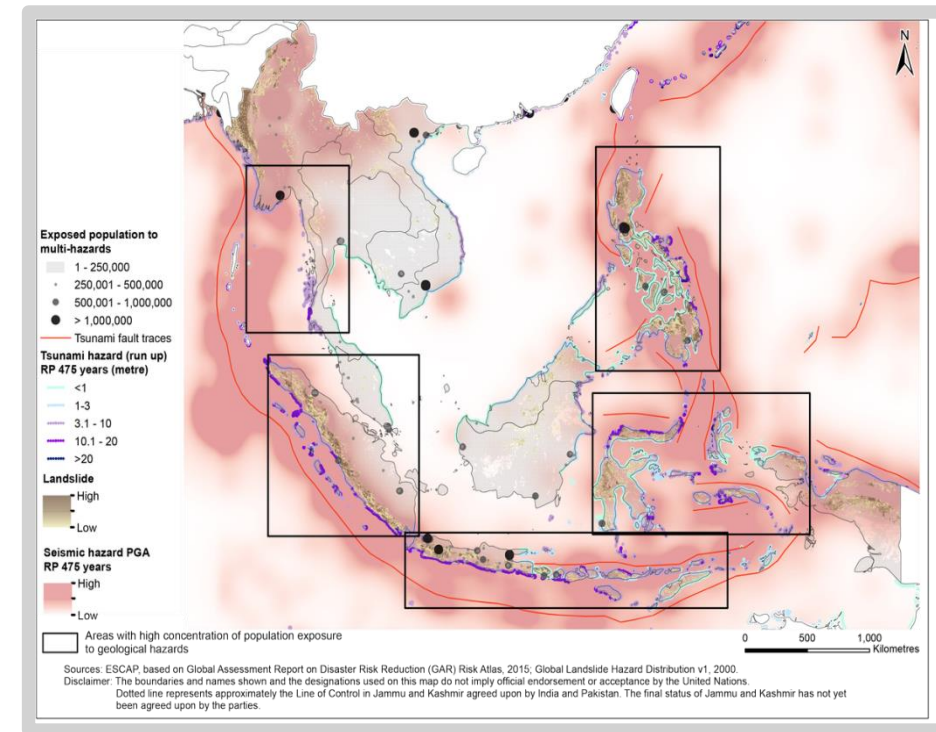 N
Exposed population to
multi-hazards
1 - 250,000
250,001 - 500,000
500,001 - 1,000,000
> 1,000,000
Tsunami fault traces
Tsunami hazard (run up)
RP 475 years (metre)
<1
1-3
3.1 - 10
10.1 - 20
>20
Landslide
High
Low
Seismic hazard PGA
RP 475 years
High
Low
Areas with high concentration of population exposure
to geological hazards
0 500 1,000
Kilometres
Sources: ESCAP, based on Global Assessment Report on Disaster Risk Reduction (GAR) Risk Atlas, 2015; Global Landslide Hazard Distribution v1, 2000.
Disclaimer: The boundaries and names shown and the designations used on this map do not imply official endorsement or acceptance by the United Nations.
Dotted line represents approximately the Line of Control in Jammu and Kashmir agreed upon by India and Pakistan. The final status of Jammu and Kashmir has not yet
been agreed upon by the parties.